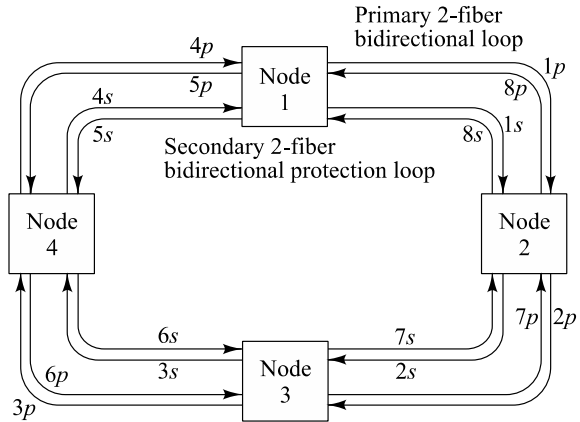 Primary 2-fiber
bidirectional loop
4p
1p
5p
8p
Node
1
4s
1s
5s
8s
Secondary 2-fiber
bidirectional protection loop
Node
4
Node
2
6s
7s
7p
2p
3s
2s
6p
3p
Node
3